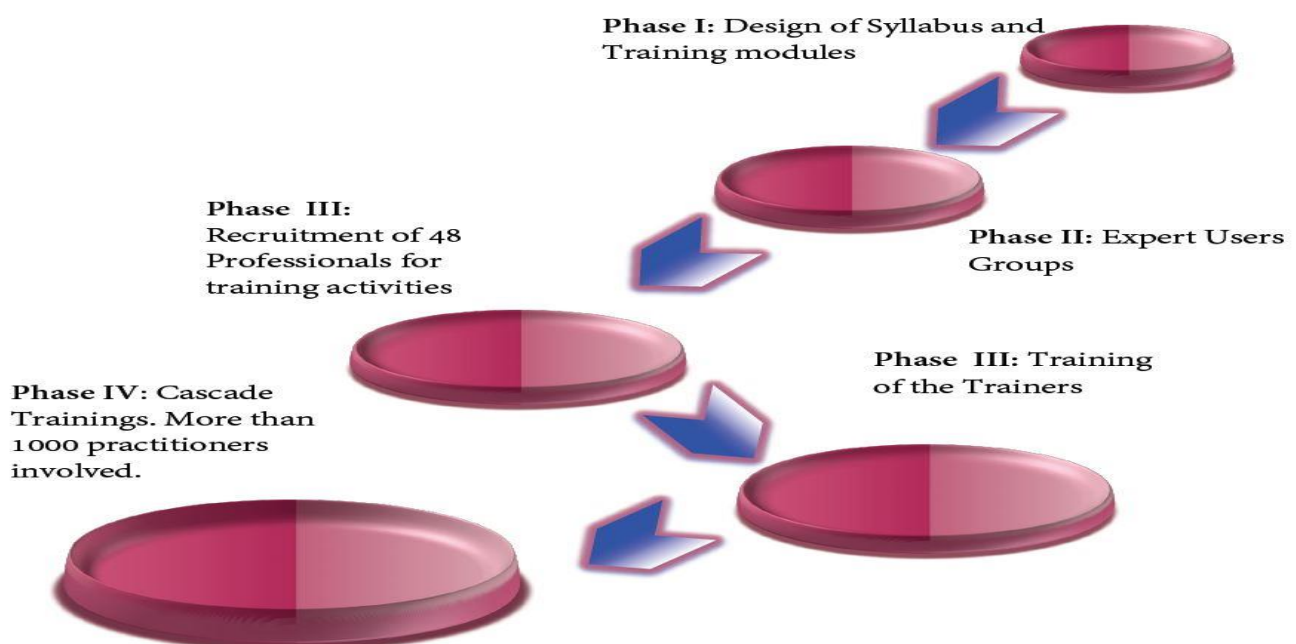 Phase I: Design of Syllabus and
Training modules
Phase II: Expert Users
Groups
Phase III:
Recruitment of 48
Professionals for
training activities
Phase III: Training
of the Trainers
Phase IV: Cascade
Trainings. More than
1000 practitioners
involved.